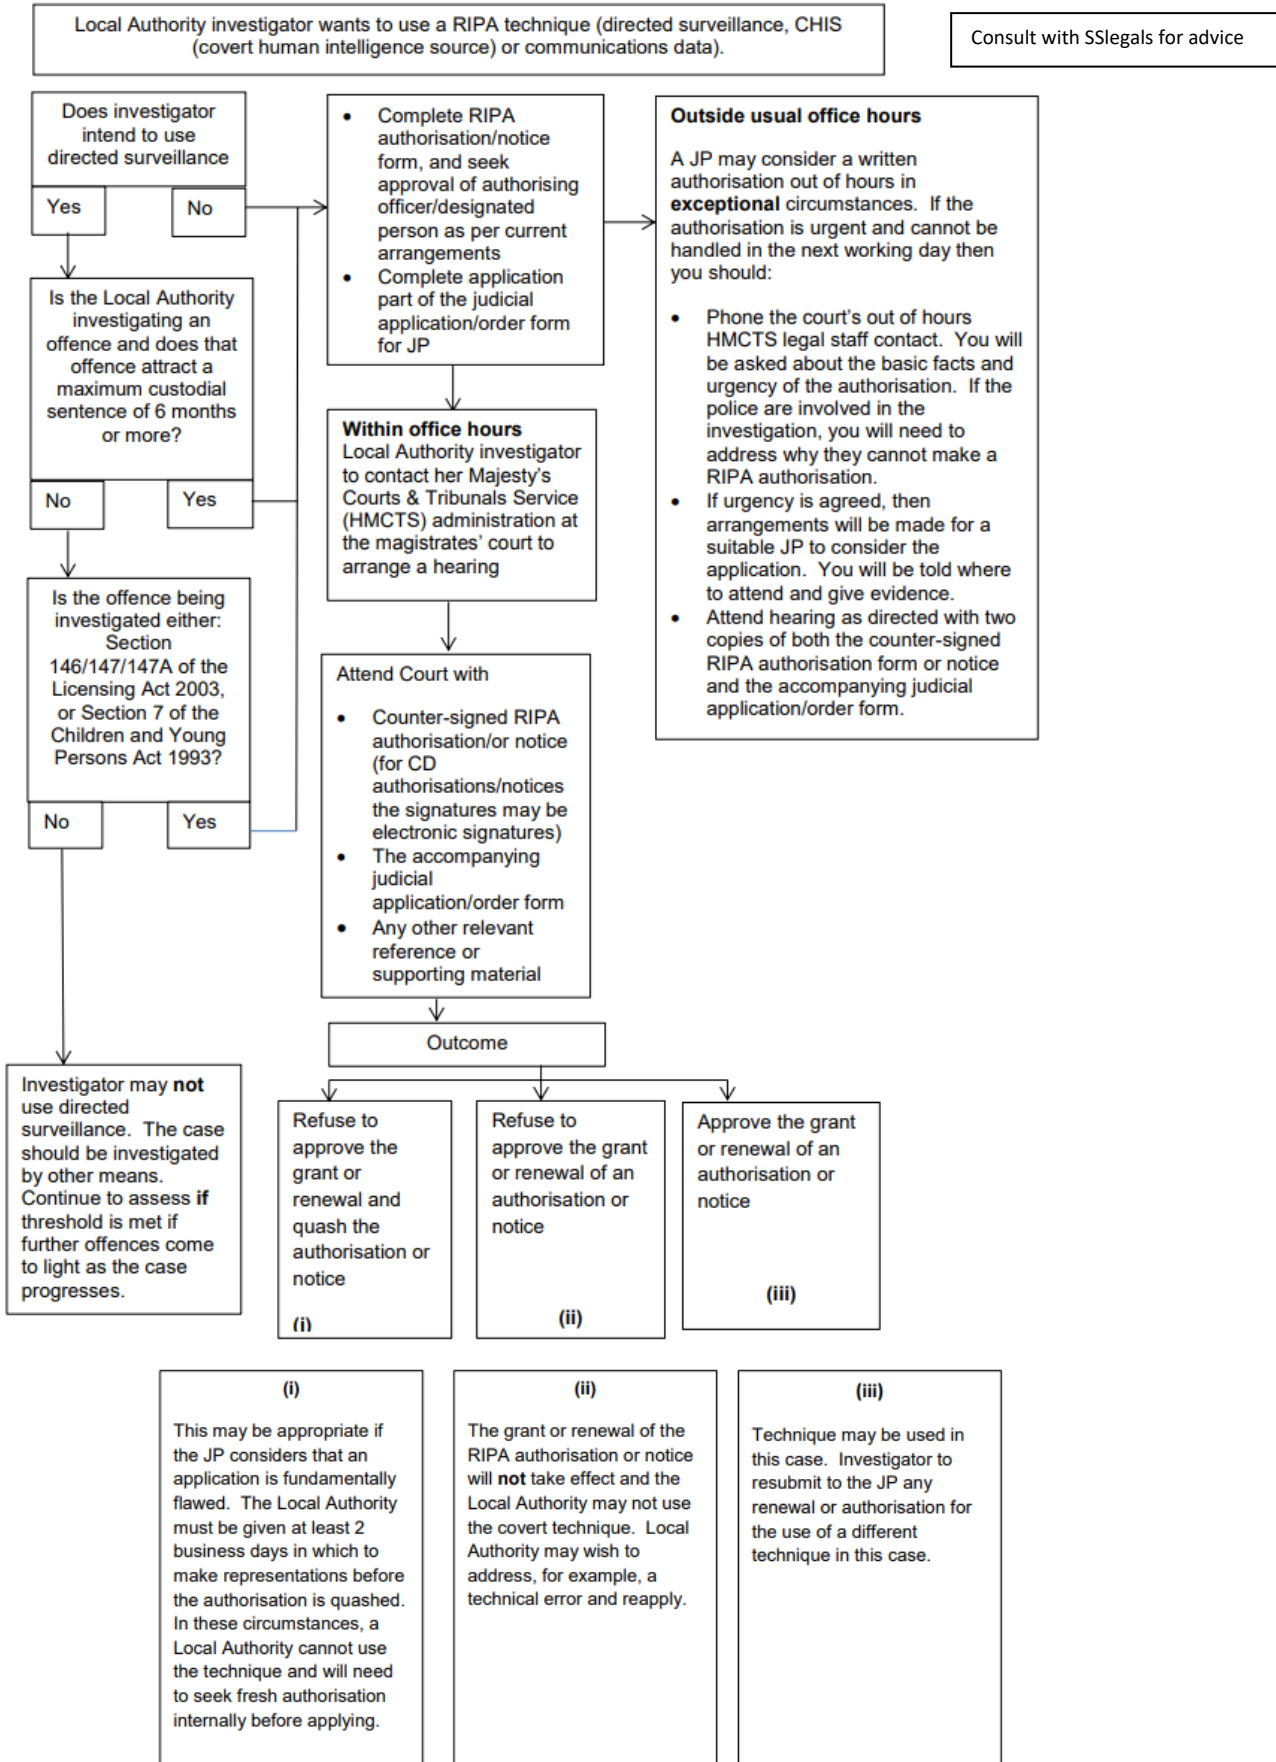 Local Authority investigator wants to use a RIPA technique (directed surveillance, CHIS
(covert human intelligence source) or communications data).
Consult with SSlegals for advice
Does investigator
intend to use
directed surveillance
Yes
No
Is the Local Authority
investigating an
offence and does that
offence attract a
maximum custodial
sentence of 6 months
or more?
No
Yes
Is the offence being
investigated either:
Section
146/147/147A of the
Licensing Act 2003,
or Section 7 of the
Children and Young
Persons Act 1993?
No
Yes
Investigator may not
use directed
surveillance. The case
should be investigated
by other means.
Continue to assess if
threshold is met if
further offences come
to light as the case
progresses.
• Complete RIPA
authorisation/notice
form, and seek
approval of authorising
officer/designated
person as per current
arrangements
• Complete application
part of the judicial
application/order form
for JP
Within office hours
Local Authority investigator
to contact her Majesty's
Courts & Tribunals Service
(HMCTS) administration at
the magistrates' court to
arrange a hearing
Attend Court with
• Counter-signed RIPA
authorisation/or notice
(for CD
authorisations/notices
the signatures may be
electronic signatures)
• The accompanying
judicial
application/order form
• Any other relevant
reference or
supporting material
Outside usual office hours
A JP may consider a written
authorisation out of hours in
exceptional circumstances. If the
authorisation is urgent and cannot be
handled in the next working day then
you should:
• Phone the court's out of hours
HMCTS legal staff contact. You will
be asked about the basic facts and
urgency of the authorisation. If the
police are involved in the
investigation, you will need to
address why they cannot make a
RIPA authorisation.
• If urgency is agreed, then
arrangements will be made for a
suitable JP to consider the
application. You will be told where
to attend and give evidence.
• Attend hearing as directed with two
copies of both the counter-signed
RIPA authorisation form or notice
and the accompanying judicial
application/order form.
Outcome
Refuse to
approve the
grant or
renewal and
quash the
authorisation or
notice
(i)
Refuse to
approve the grant
or renewal of an
authorisation or
notice
(ii)
Approve the grant
or renewal of an
authorisation or
notice
(iii)
(i)
This may be appropriate if
the JP considers that an
application is fundamentally
flawed. The Local Authority
must be given at least 2
business days in which to
make representations before
the authorisation is quashed.
In these circumstances, a
Local Authority cannot use
the technique and will need
to seek fresh authorisation
internally before applying.
(ii)
The grant or renewal of the
RIPA authorisation or notice
will not take effect and the
Local Authority may not use
the covert technique. Local
Authority may wish to
address, for example, a
technical error and reapply.
(iii)
Technique may be used in
this case. Investigator to
resubmit to the JP any
renewal or authorisation for
the use of a different
technique in this case.